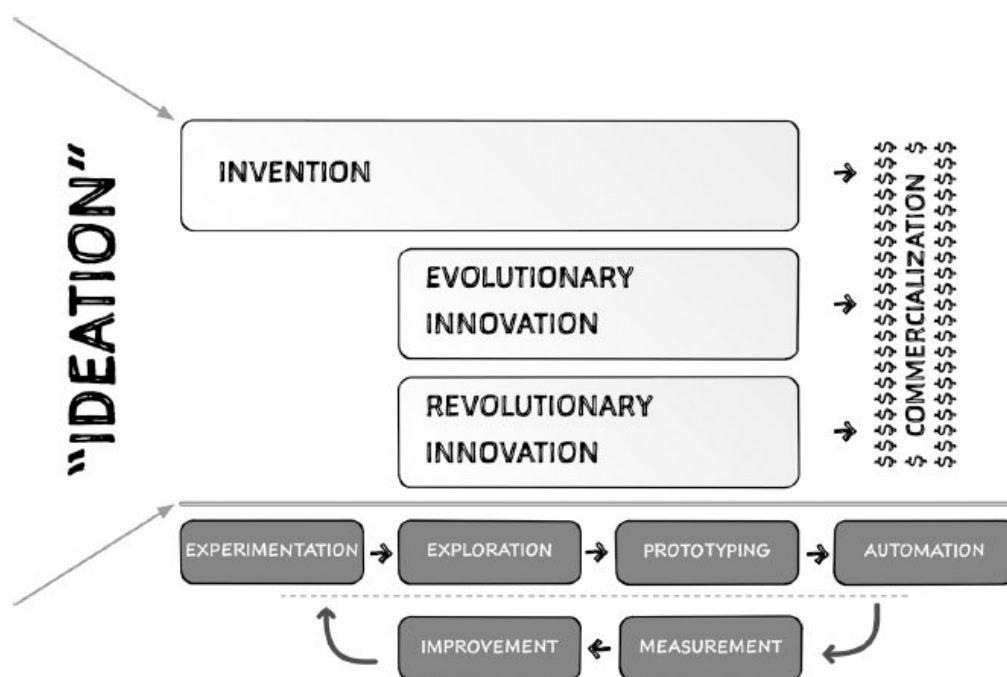 "IDEATION"
INVENTION
EVOLUTIONARY
INNOVATION
REVOLUTIONARY
INNOVATION
$ COMMERCIALIZATION $
$$$$$$$$$$$$$$$$$$$$$
$$$$$$$$$$$$$$$$$$$$$
EXPERIMENTATION
EXPLORATION
PROTOTYPING
AUTOMATION
IMPROVEMENT
MEASUREMENT